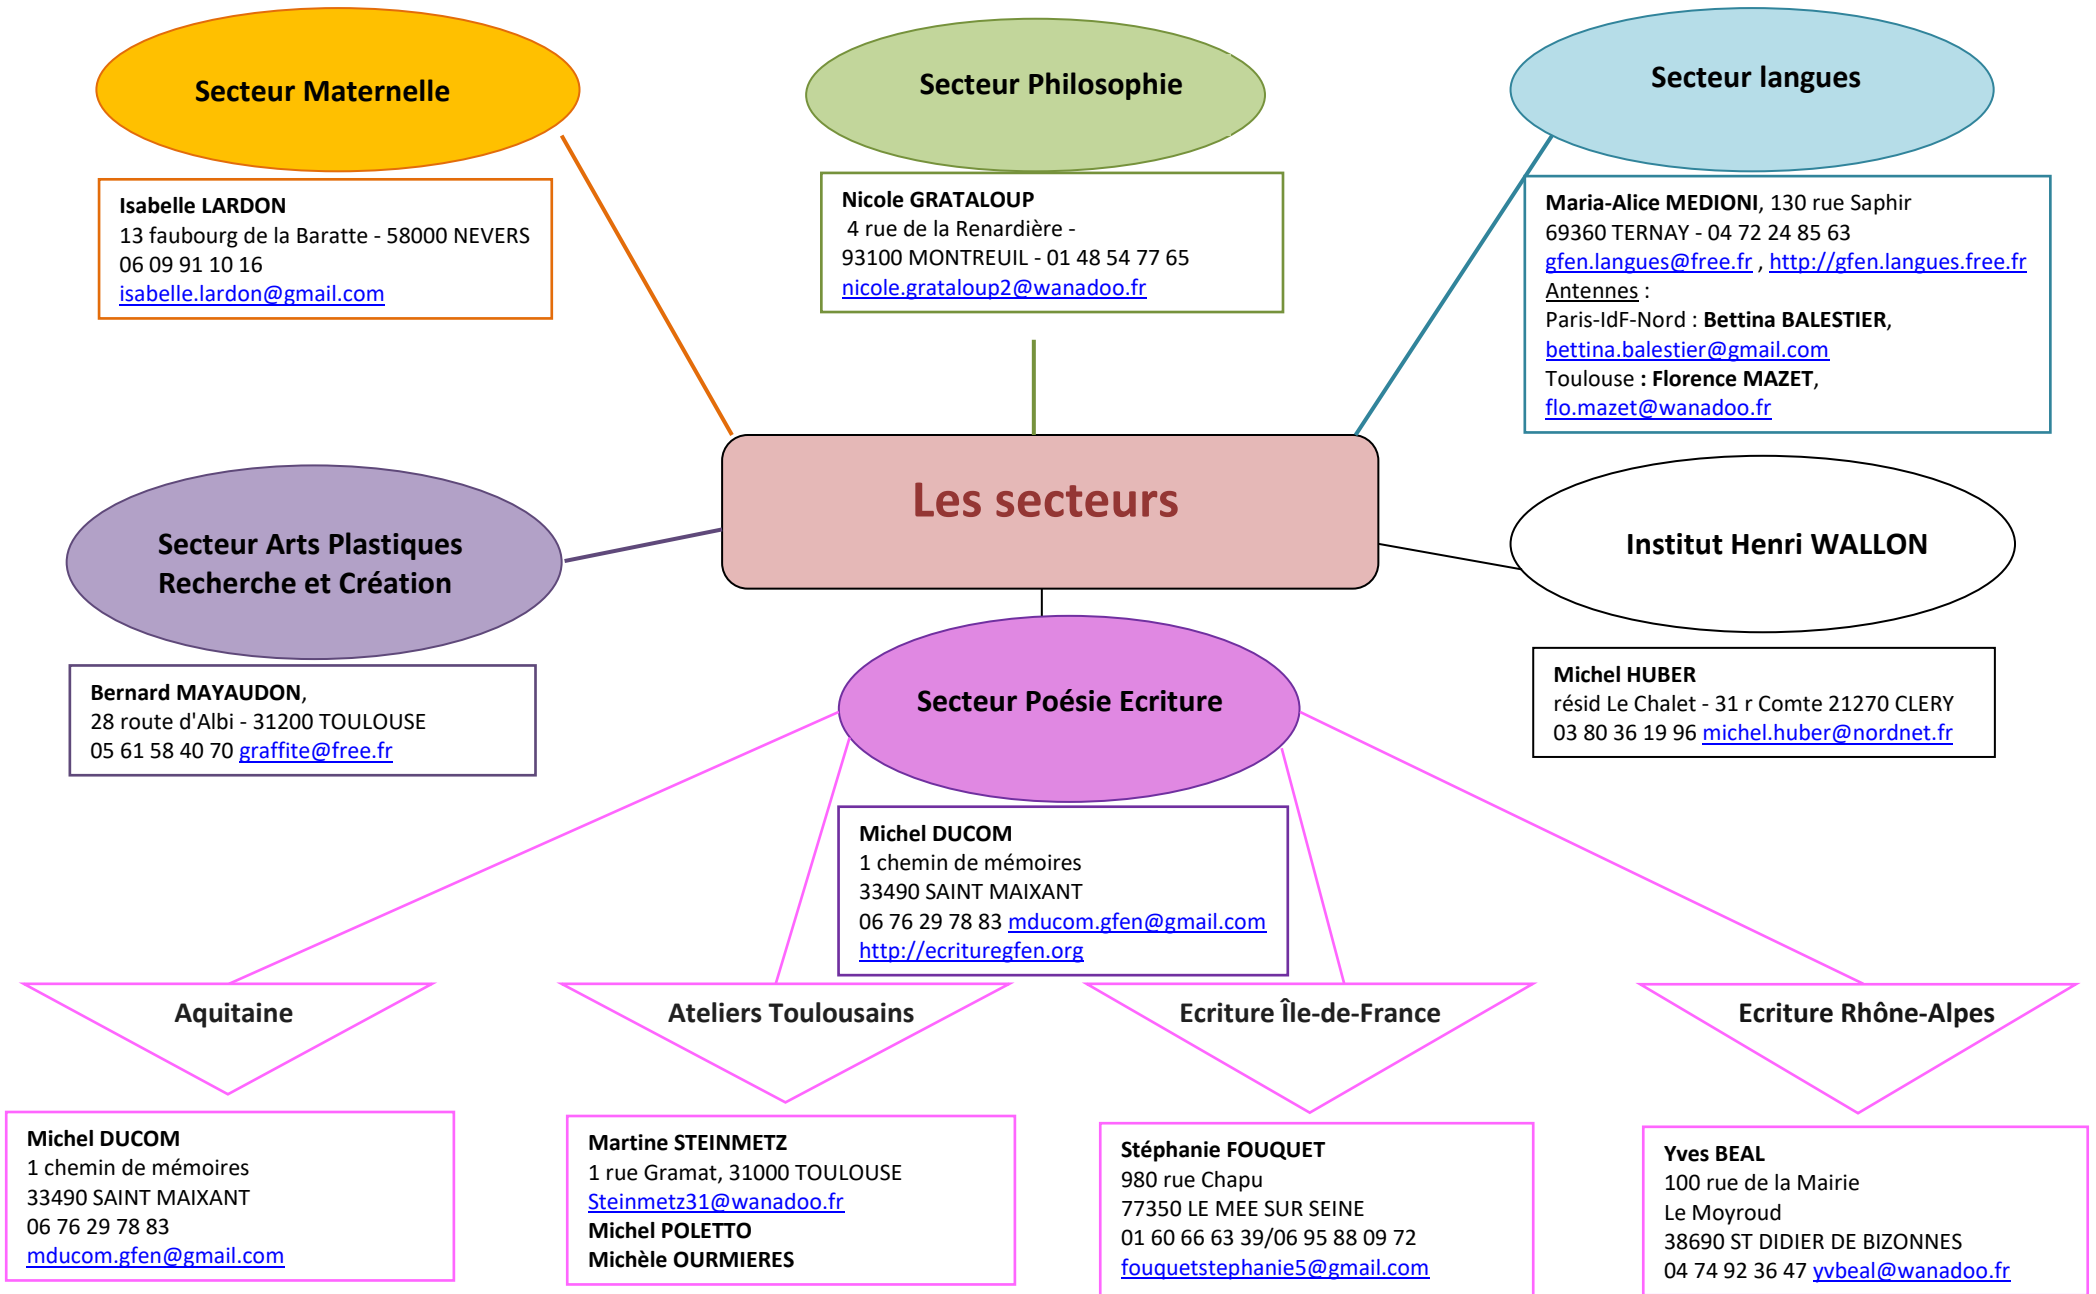 Secteur Maternelle
Isabelle LARDON
13 faubourg de la Baratte - 58000 NEVERS
06 09 91 10 16
isabelle.lardon@gmail.com
Secteur Philosophie
Nicole GRATALOUP
4 rue de la Renardière -
93100 MONTREUIL - 01 48 54 77 65
nicole.grataloup2@wanadoo.fr
Secteur langues
Maria-Alice MEDIONI, 130 rue Saphir
69360 TERNAY - 04 72 24 85 63
gfen.langues@free.fr , http://gfen.langues.free.fr
Antennes :
Paris-IdF-Nord : Bettina BALESTIER,
bettina.balestier@gmail.com
Toulouse : Florence MAZET,
flo.mazet@wanadoo.fr
Les secteurs
Secteur Arts Plastiques
Recherche et Création
Bernard MAYAUDON,
28 route d'Albi - 31200 TOULOUSE
05 61 58 40 70 graffite@free.fr
Institut Henri WALLON
Michel HUBER
résid Le Chalet - 31 r Comte 21270 CLERY
03 80 36 19 96 michel.huber@nordnet.fr
Secteur Poésie Ecriture
Michel DUCOM
1 chemin de mémoires
33490 SAINT MAIXANT
06 76 29 78 83 mducom.gfen@gmail.com
http://ecrituregfen.org
Aquitaine
Michel DUCOM
1 chemin de mémoires
33490 SAINT MAIXANT
06 76 29 78 83
mducom.gfen@gmail.com
Ateliers Toulousains
Martine STEINMETZ
1 rue Gramat, 31000 TOULOUSE
Steinmetz31@wanadoo.fr
Michel POLETTO
Michèle OURMIERES
Ecriture Île-de-France
Stéphanie FOUQUET
980 rue Chapu
77350 LE MEE SUR SEINE
01 60 66 63 39/06 95 88 09 72
fouquetstephanie5@gmail.com
Ecriture Rhône-Alpes
Yves BEAL
100 rue de la Mairie
Le Moyroud
38690 ST DIDIER DE BIZONNES
04 74 92 36 47 yvbeal@wanadoo.fr